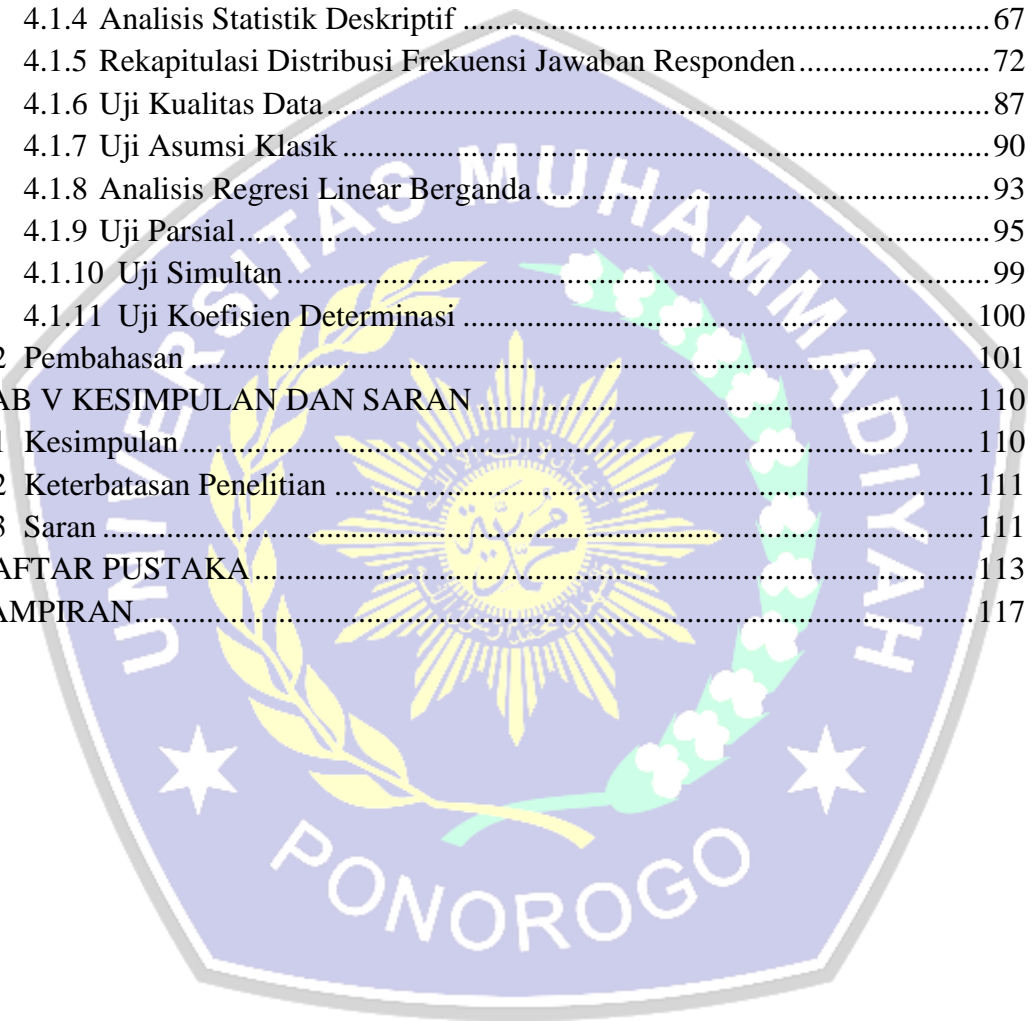 4.1.4 Analisis Statistik Deskriptif ........ 67
4.1.5 Rekapitulasi Distribusi Frekuensi Jawaban Responden ........ 72
4.1.6 Uji Kualitas Data ........ 87
4.1.7 Uji Asumsi Klasik ........ 90
4.1.8 Analisis Regresi Linear Berganda ........ 93
4.1.9 Uji Parsial ........ 95
4.1.10 Uji Simultan ........ 99
4.1.11 Uji Koefisien Determinasi ........ 100
2 Pembahasan ........ 101
AB V KESIMPULAN DAN SARAN ........ 110
1 Kesimpulan ........ 110
2 Keterbatasan Penelitian ........ 111
3 Saran ........ 111
AFTAR PUSTAKA ........ 113
AMPIRAN ........ 117
UNIVERSITAS MUHAMMADIYAH
PONOROGO